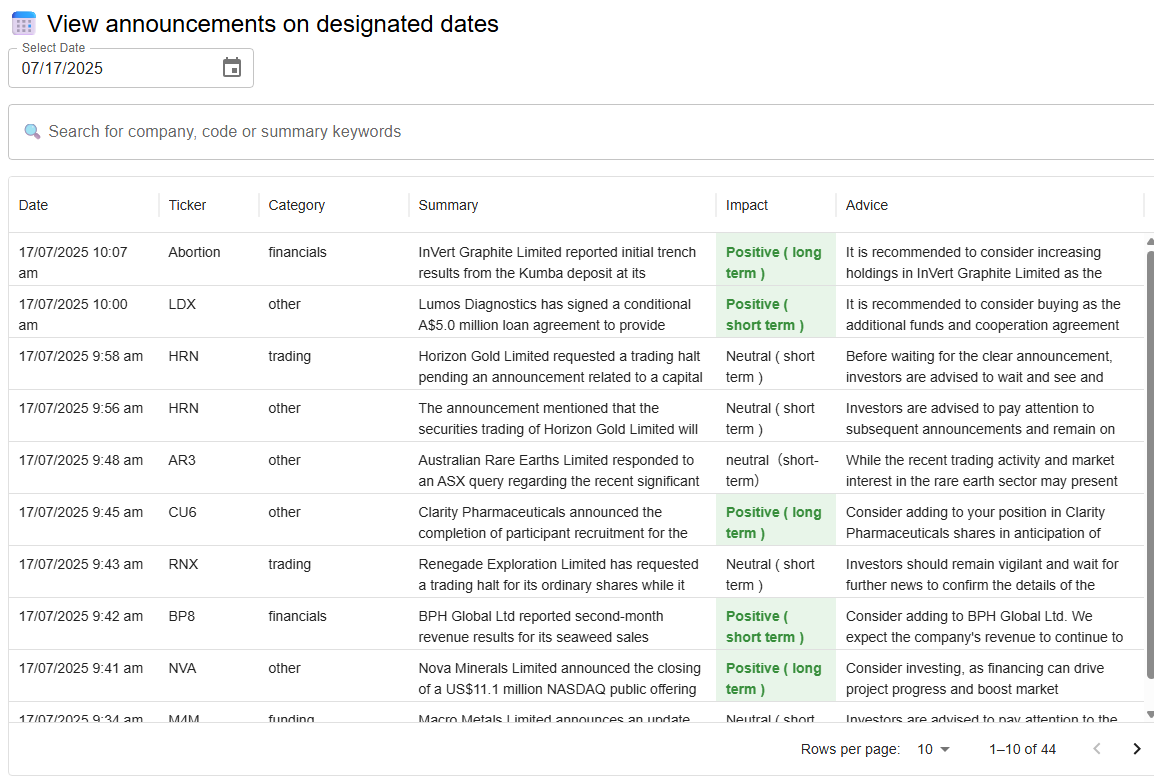 View announcements on designated dates
Select Date
07/17/2025
Search for company, code or summary keywords
Date Ticker Category Summary Impact Advice
17/07/2025 10:07 Abortion financials InVert Graphite Limited reported initial trench Positive ( long It is recommended to consider increasing
am results from the Kumba deposit at its term ) holdings in InVert Graphite Limited as the
17/07/2025 10:00 LDX other Lumos Diagnostics has signed a conditional Positive ( It is recommended to consider buying as the
am A$5.0 million loan agreement to provide short term ) additional funds and cooperation agreement
17/07/2025 9:58 am HRN trading Horizon Gold Limited requested a trading halt Neutral ( short Before waiting for the clear announcement,
pending an announcement related to a capital term ) investors are advised to wait and see and
17/07/2025 9:56 am HRN other The announcement mentioned that the Neutral ( short Investors are advised to pay attention to
securities trading of Horizon Gold Limited will term ) subsequent announcements and remain on
17/07/2025 9:48 am AR3 other Australian Rare Earths Limited responded to neutral（short- While the recent trading activity and market
an ASX query regarding the recent significant term） interest in the rare earth sector may present
17/07/2025 9:45 am CU6 other Clarity Pharmaceuticals announced the Positive ( long Consider adding to your position in Clarity
completion of participant recruitment for the term ) Pharmaceuticals shares in anticipation of
17/07/2025 9:43 am RNX trading Renegade Exploration Limited has requested Neutral ( short Investors should remain vigilant and wait for
a trading halt for its ordinary shares while it term ) further news to confirm the details of the
17/07/2025 9:42 am BP8 financials BPH Global Ltd reported second-month Positive ( Consider adding to BPH Global Ltd. We
revenue results for its seaweed sales short term ) expect the company's revenue to continue to
17/07/2025 9:41 am NVA other Nova Minerals Limited announced the closing Positive ( long Consider investing, as financing can drive
of a US$11.1 million NASDAQ public offering term ) project progress and boost market
17/07/2025 9:34 am M4M funding Macro Metals Limited announces an update Neutral ( short Investors are advised to pay attention to the
Rows per page: 10 1–10 of 44